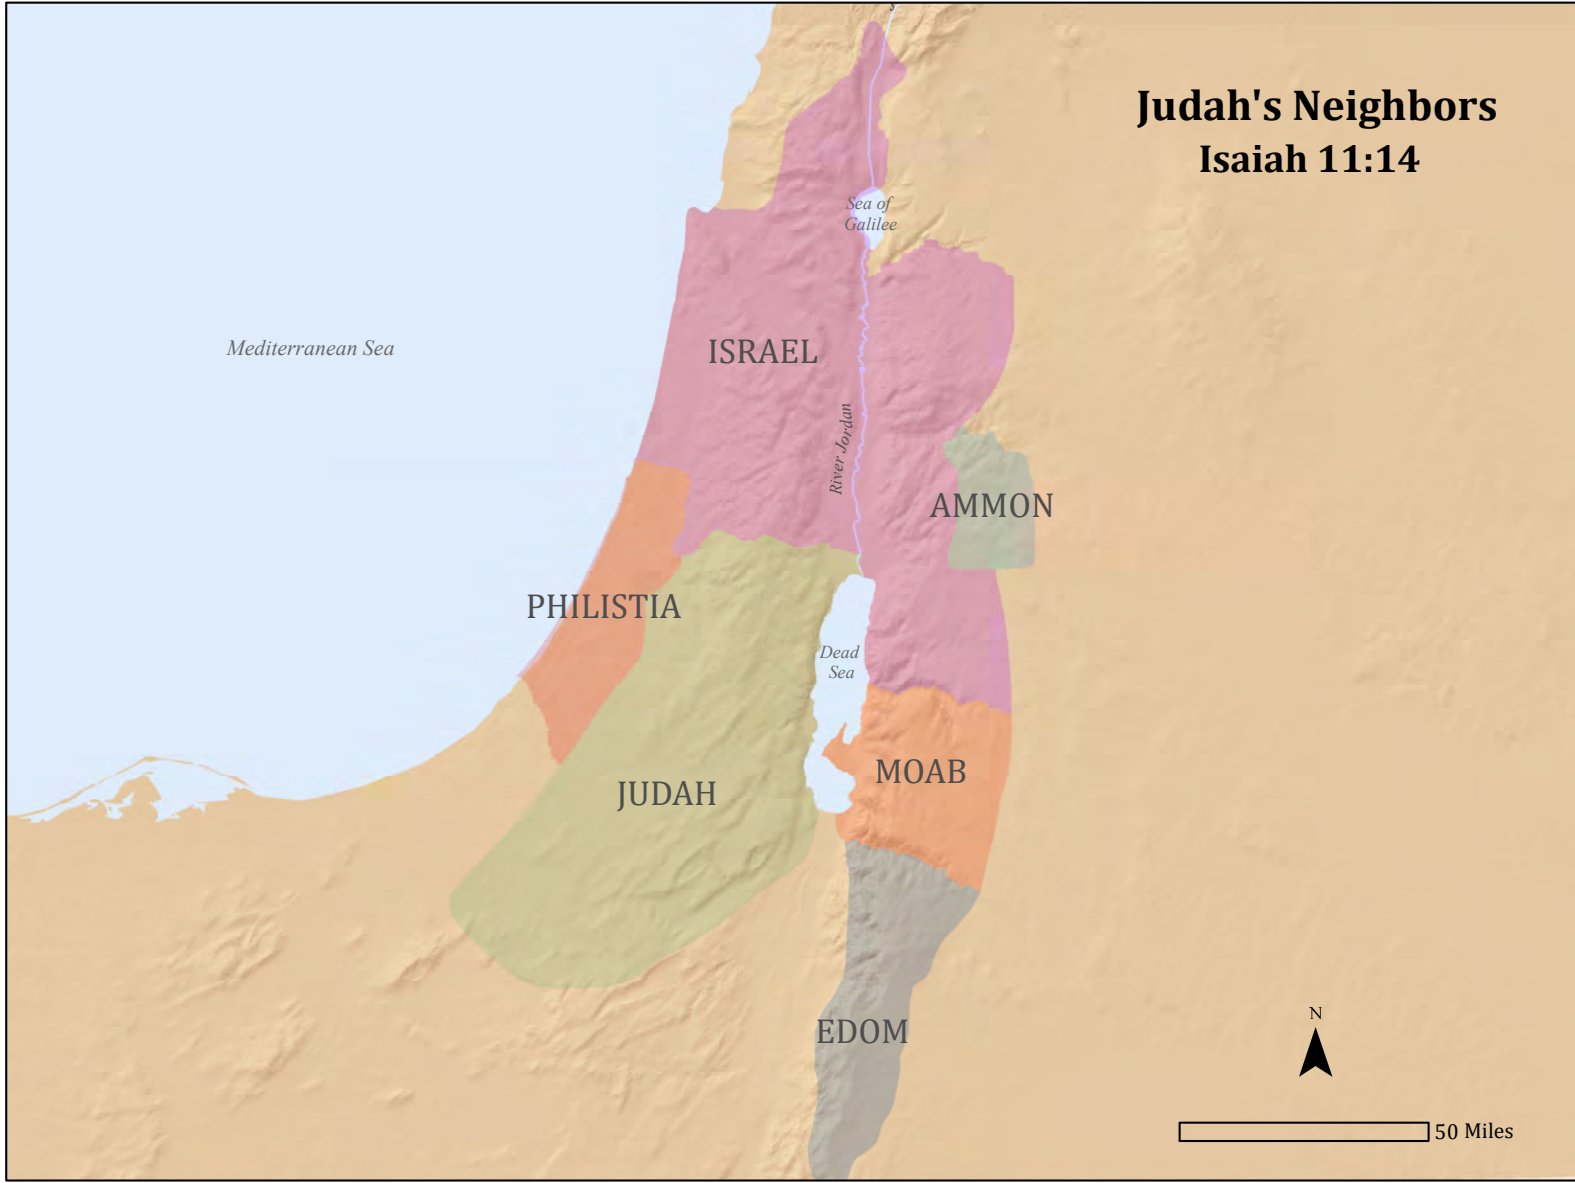 Judah's Neighbors
Isaiah 11:14
Sea of
Galilee
Mediterranean Sea
ISRAEL
River Jordan
AMMON
PHILISTIA
Dead
Sea
MOAB
JUDAH
EDOM
N
50 Miles